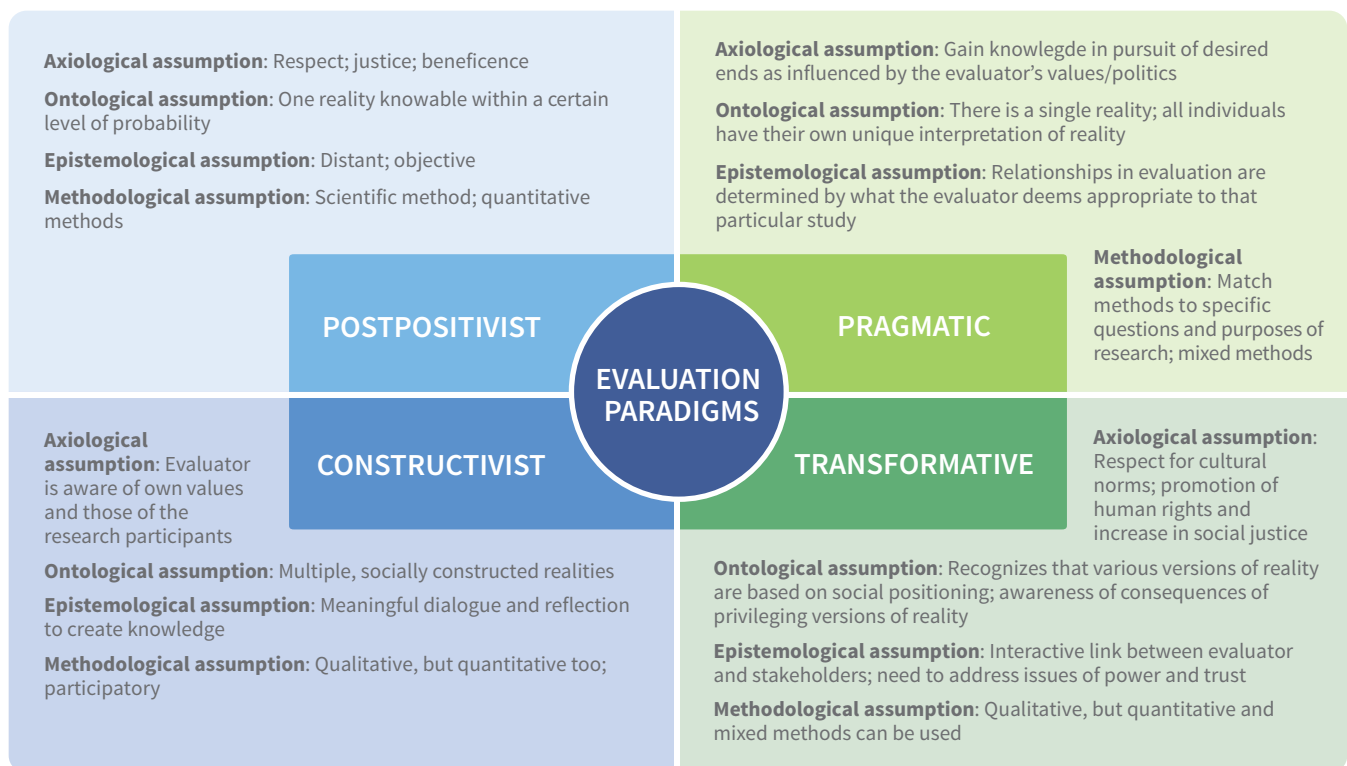 Axiological assumption: Respect; justice; beneficence
Ontological assumption: One reality knowable within a certain
level of probability
Epistemological assumption: Distant; objective
Methodological assumption: Scientific method; quantitative
methods
POSTPOSITIVIST
Axiological assumption: Gain knowlegde in pursuit of desired
ends as influenced by the evaluator’s values/politics
Ontological assumption: There is a single reality; all individuals
have their own unique interpretation of reality
Epistemological assumption: Relationships in evaluation are
determined by what the evaluator deems appropriate to that
particular study
Methodological
assumption: Match
methods to specific
questions and purposes of
research; mixed methods
PRAGMATIC
EVALUATION
PARADIGMS
CONSTRUCTIVIST
Axiological
assumption: Evaluator
is aware of own values
and those of the
research participants
Ontological assumption: Multiple, socially constructed realities
Epistemological assumption: Meaningful dialogue and reflection
to create knowledge
Methodological assumption: Qualitative, but quantitative too;
participatory
TRANSFORMATIVE
Axiological assumption:
Respect for cultural
norms; promotion of
human rights and
increase in social justice
Ontological assumption: Recognizes that various versions of reality
are based on social positioning; awareness of consequences of
privileging versions of reality
Epistemological assumption: Interactive link between evaluator
and stakeholders; need to address issues of power and trust
Methodological assumption: Qualitative, but quantitative and
mixed methods can be used